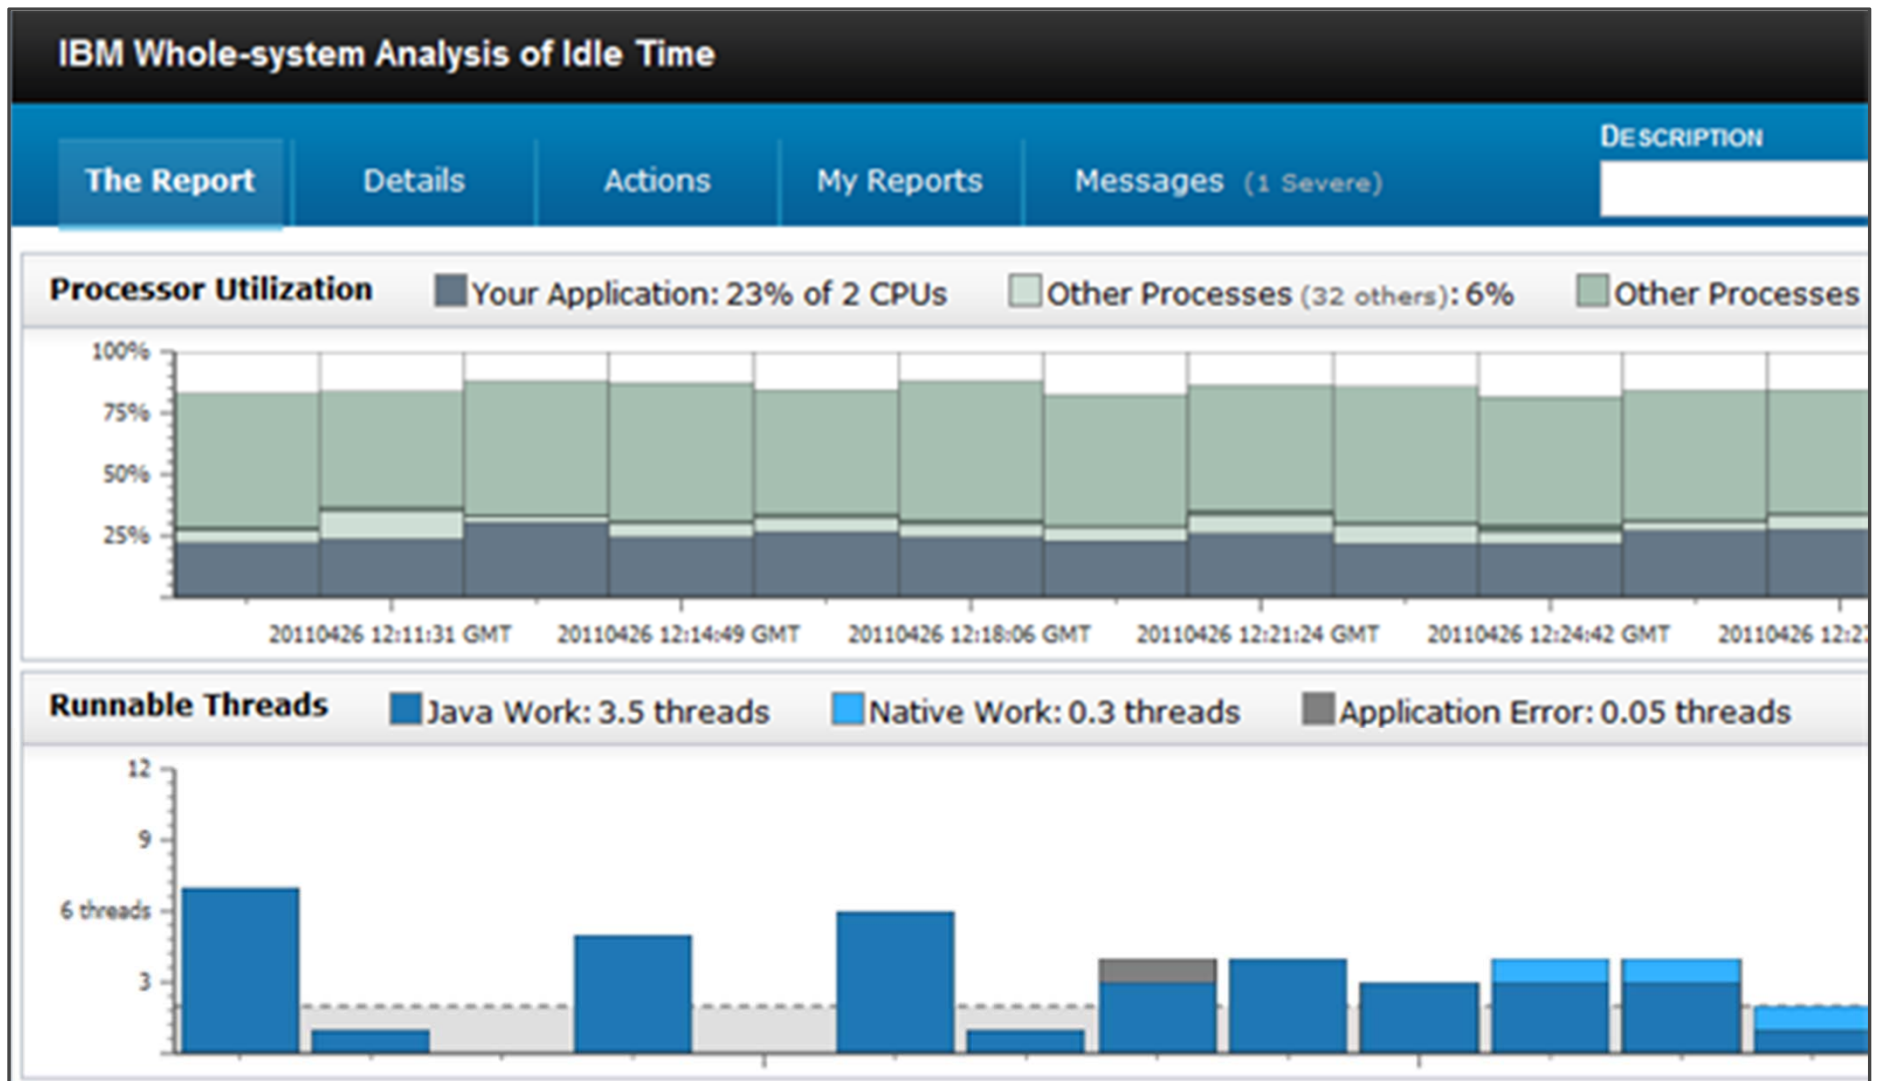 IBM Whole-system Analysis of Idle Time
DESCRIPTION
The Report Details Actions My Reports Messages (1 Severe)
Processor Utilization Your Application: 23% of 2 CPUs Other Processes (32 others): 6% Other Processes
100%
75%
50%
25%
20110426 12:11:31 GMT 20110426 12:14:49 GMT 20110426 12:18:06 GMT 20110426 12:21:24 GMT 20110426 12:24:42 GMT 20110426 12:27
Runnable Threads Java Work: 3.5 threads Native Work: 0.3 threads Application Error: 0.05 threads
12
9
6 threads
3